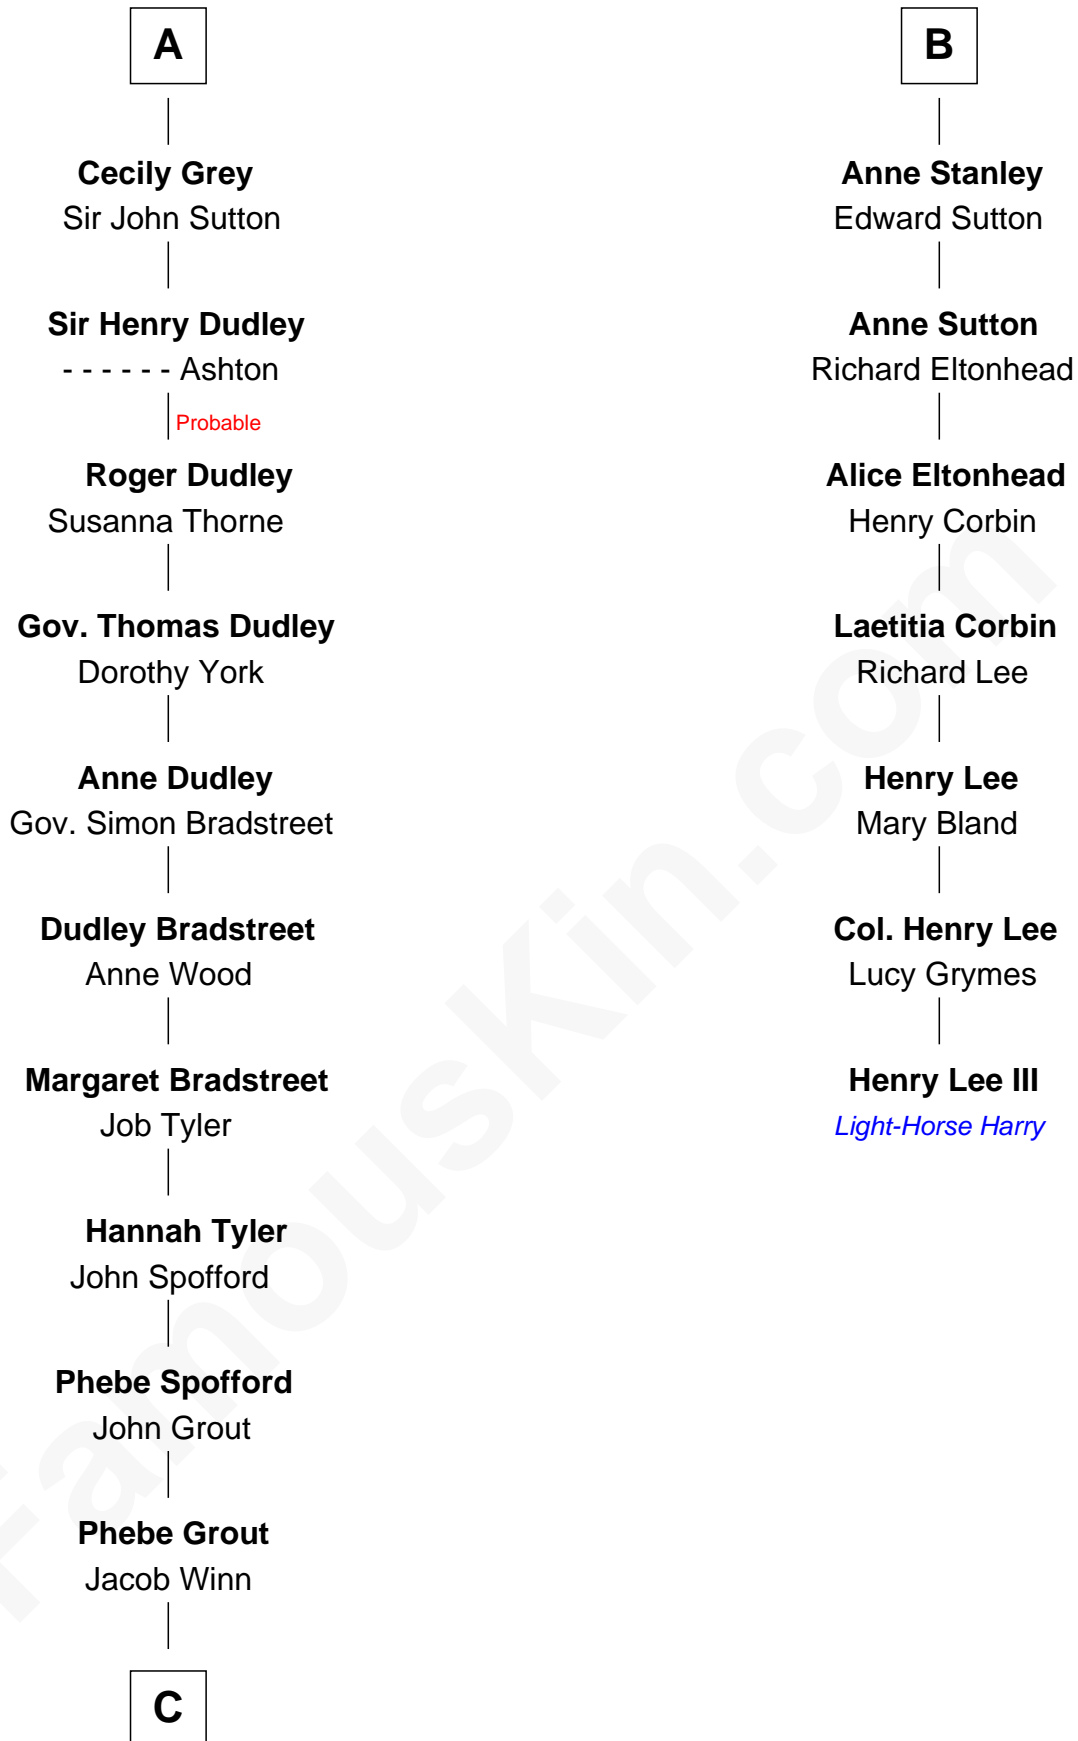 A
Cecily Grey
Sir John Sutton
Sir Henry Dudley
- - - - - - Ashton
Probable
Roger Dudley
Susanna Thorne
Gov. Thomas Dudley
Dorothy York
Anne Dudley
Gov. Simon Bradstreet
Dudley Bradstreet
Anne Wood
Margaret Bradstreet
Job Tyler
Hannah Tyler
John Spofford
Phebe Spofford
John Grout
Phebe Grout
Jacob Winn
C
B
Anne Stanley
Edward Sutton
Anne Sutton
Richard Eltonhead
Alice Eltonhead
Henry Corbin
Laetitia Corbin
Richard Lee
Henry Lee
Mary Bland
Col. Henry Lee
Lucy Grymes
Henry Lee III
Light-Horse Harry
FamousKin.com